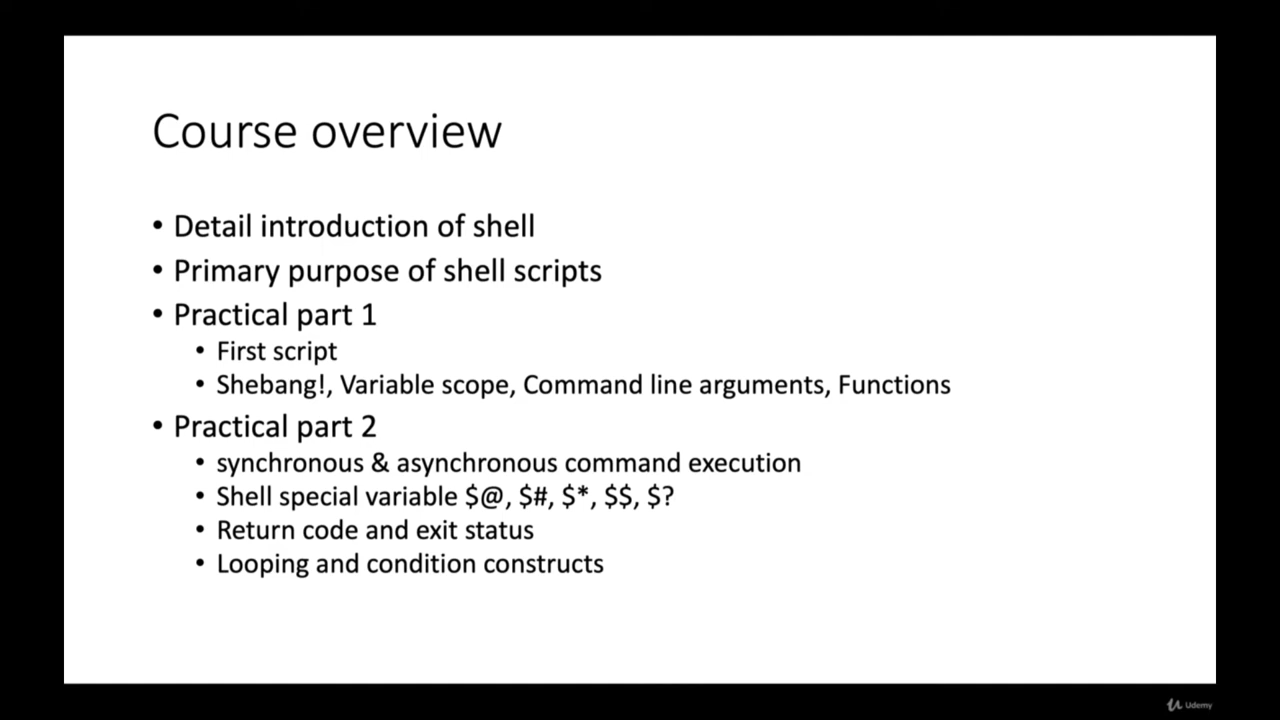 Course overview
• Detail introduction of shell
• Primary purpose of shell scripts
• Practical part 1
• First script
• Shebang!, Variable scope, Command line arguments, Functions
• Practical part 2
• synchronous & asynchronous command execution
• Shell special variable $@, $#, $*, $$, $?
• Return code and exit status
• Looping and condition constructs
Udemy